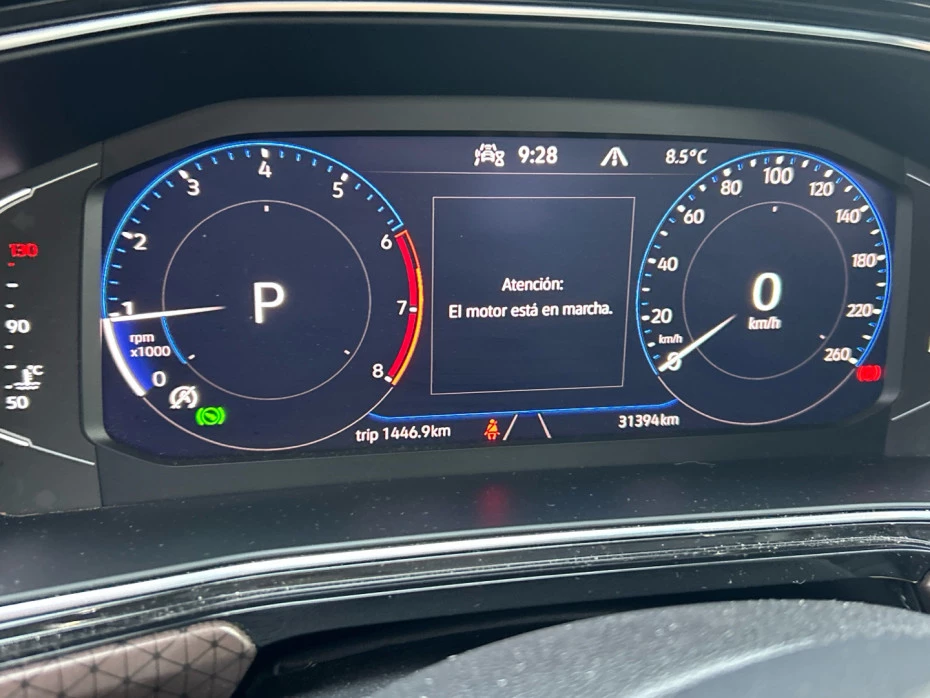 9:28
8.5°C
1
2
3
4
5
6
7
8
0
rpm
x1000
P
Atención:
El motor está en marcha.
0
20
40
60
80
100
120
140
180
220
260
km/h
0
km/h
130
90
50
°C
trip 1446.9km
31394km